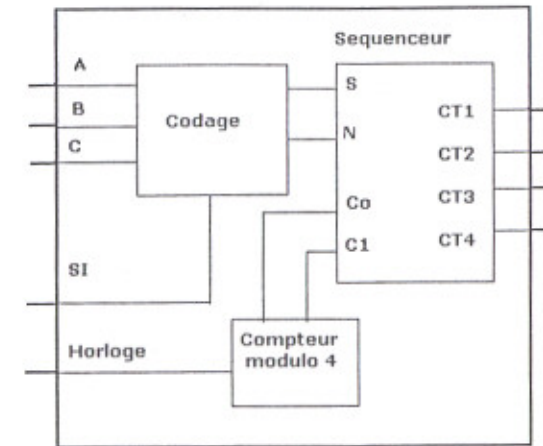 Sequenceur
A
B
C
Codage
S
N
Co
C1
CT1
CT2
CT3
CT4
SI
Horloge
Compteur
modulo 4